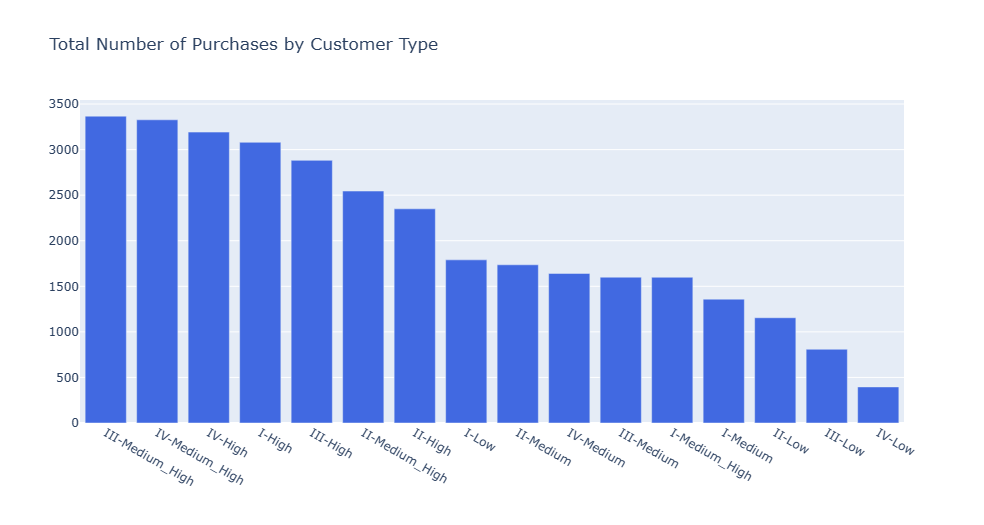 Total Number of Purchases by Customer Type
3500
3000
2500
2000
1500
1000
500
0
III-Medium_High
IV-Medium_High
IV-High
I-High
III-High
II-Medium_High
II-High
I-Low
II-Medium
IV-Medium
III-Medium
I-Medium_High
I-Medium
II-Low
III-Low
IV-Low